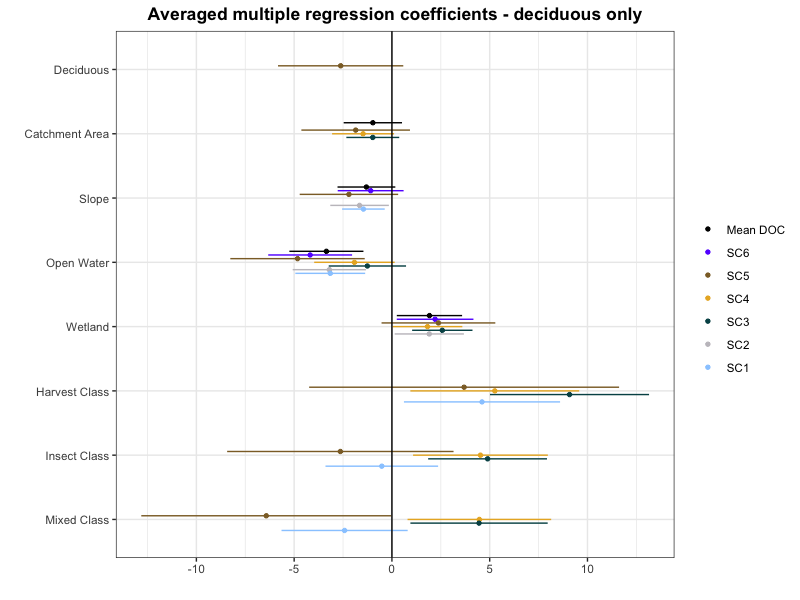 Averaged multiple regression coefficients - deciduous only
Deciduous
Catchment Area
Slope
Open Water
Wetland
Harvest Class
Insect Class
Mixed Class
-10 -5 0 5 10
Mean DOC
SC6
SC5
SC4
SC3
SC2
SC1